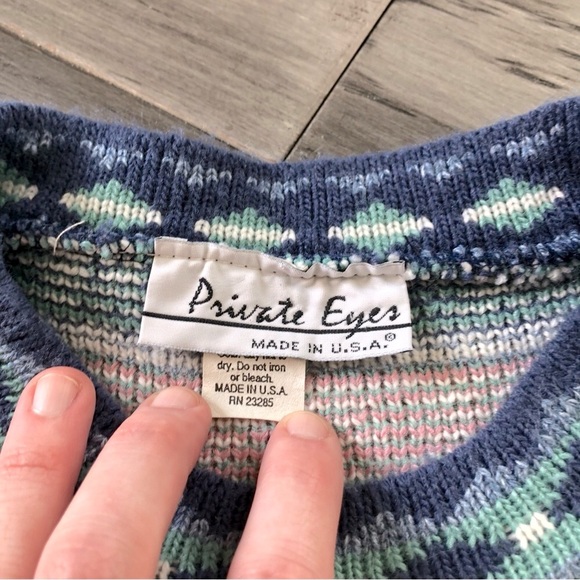 Private Eyes
MADE IN U.S.A.®
dry. Do not iron
or bleach.
MADE IN U.S.A.
RN 23285